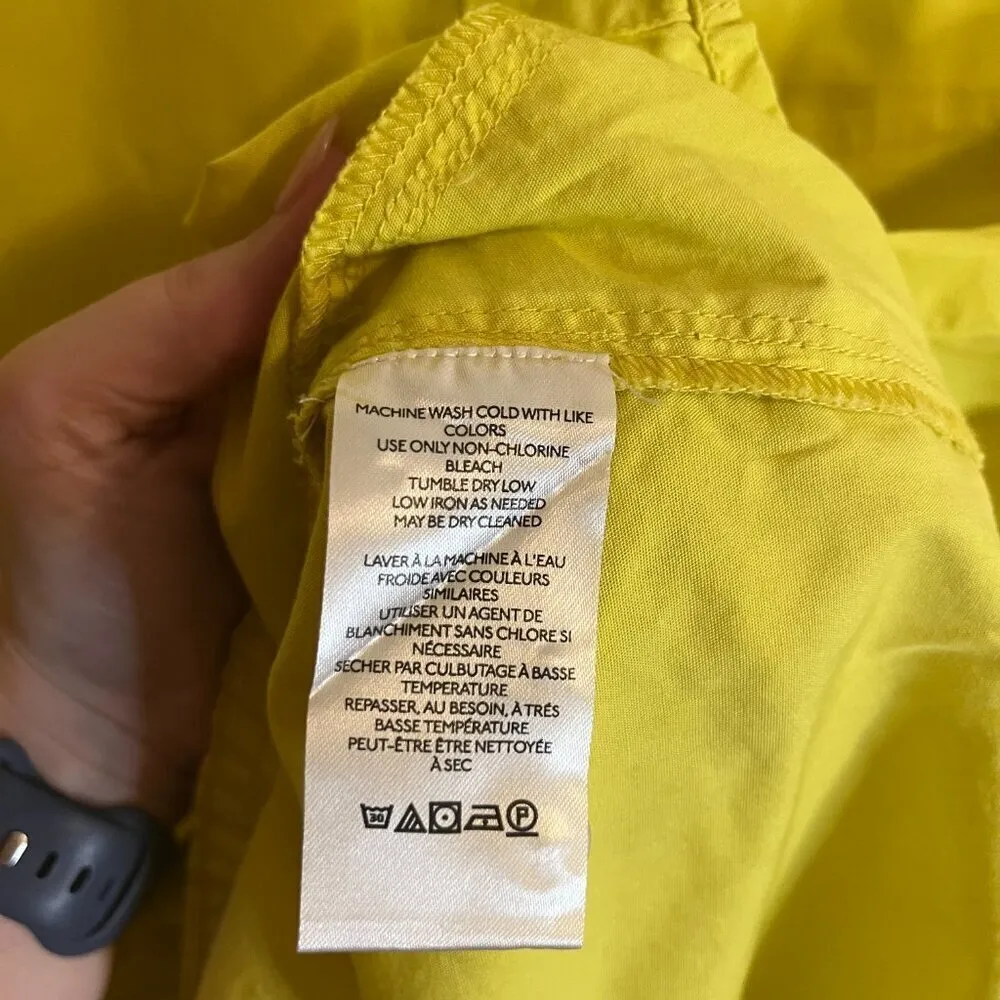 MACHINE WASH COLD WITH LIKE
COLORS
USE ONLY NON-CHLORINE
BLEACH
TUMBLE DRY LOW
LOW IRON AS NEEDED
MAY BE DRY CLEANED
LAVER À LA MACHINE À L'EAU
FROIDE AVEC COULEURS
SIMILAIRES
UTILISER UN AGENT DE
BLANCHIMENT SANS CHLORE SI
NÉCESSAIRE
SÉCHER PAR CULBUTAGE À BASSE
TEMPERATURE
REPASSER, AU BESOIN, À TRÉS
BASSE TEMPÉRATURE
PEUT-ÊTRE ÊTRE NETTOYÉE
À SEC
30 P